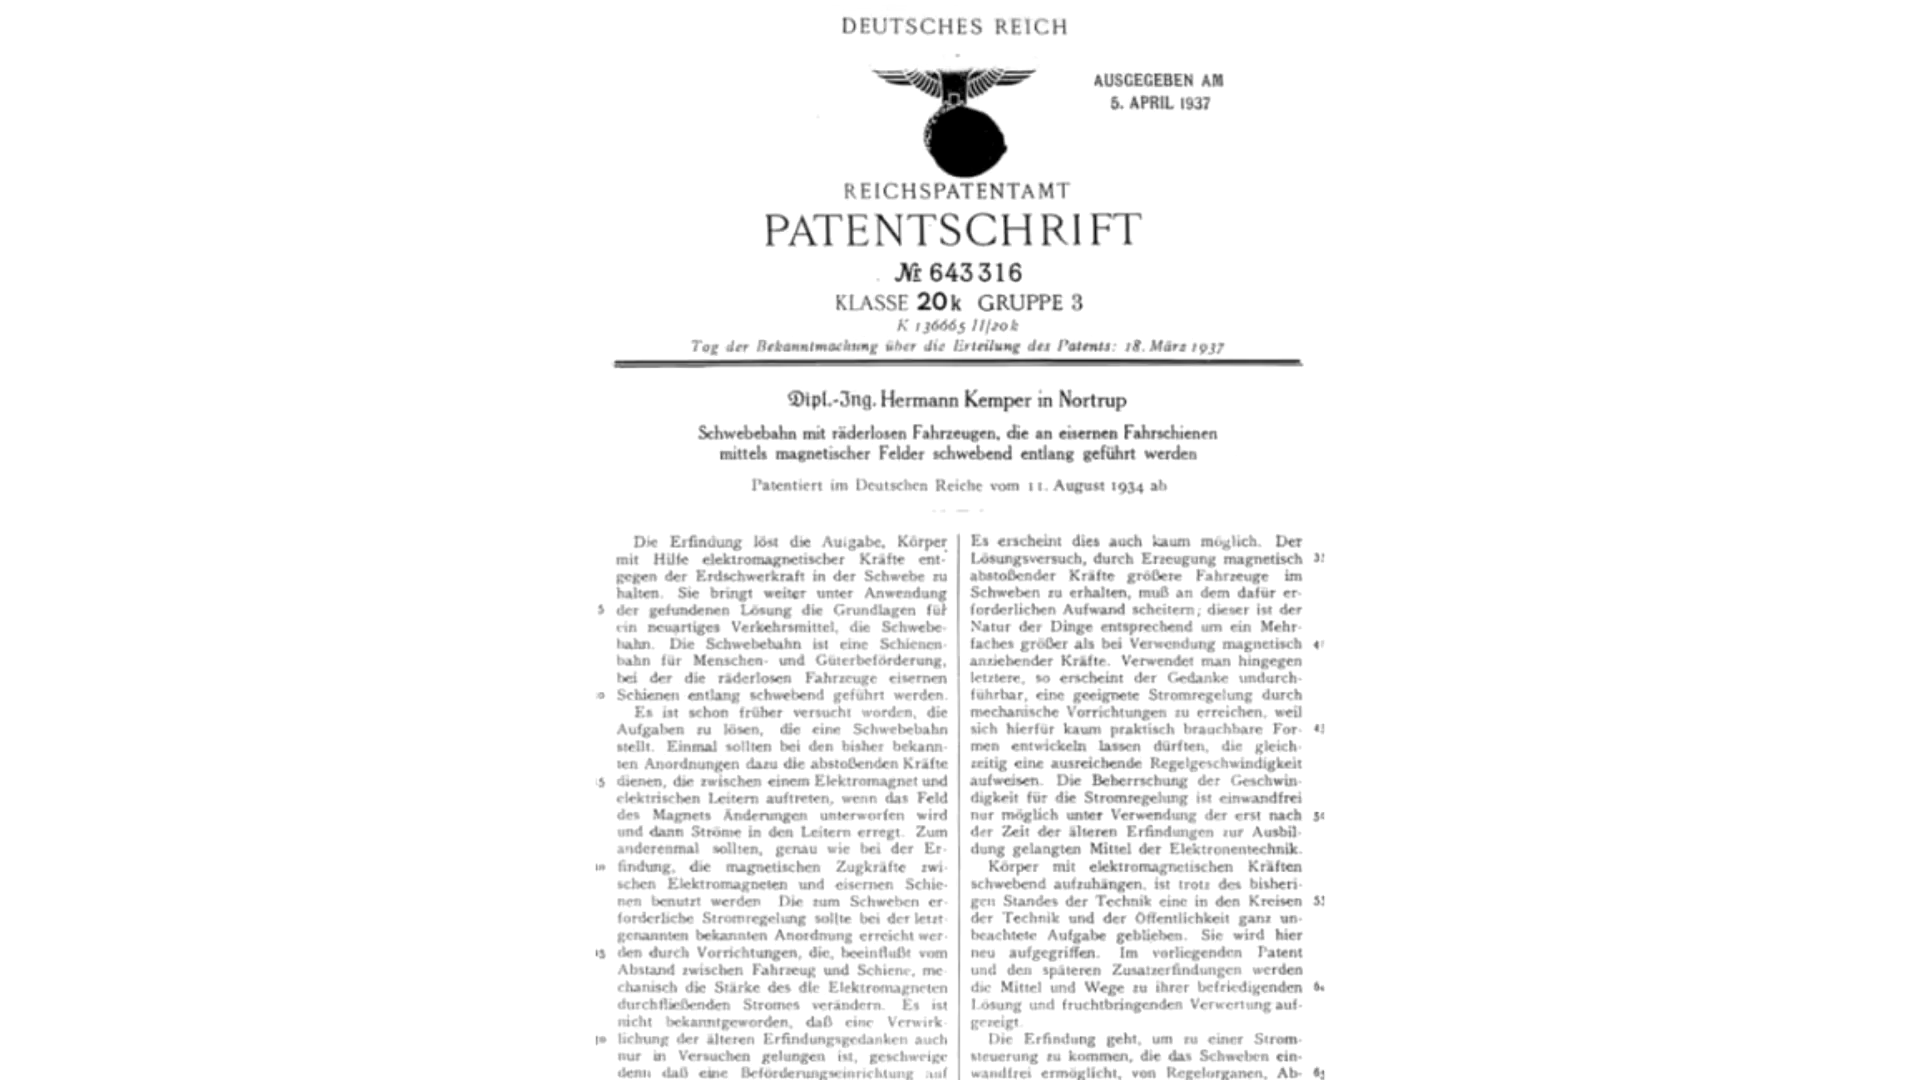 DEUTSCHES REICH
AUSGEGEBEN AM
5. APRIL 1937
REICHSPATENTAMT
PATENTSCHRIFT
№ 643316
KLASSE 20k GRUPPE 3
K 136665 II/20k
Tag der Bekanntmachung über die Erteilung des Patents: 18. März 1937
Dipl.-Ing. Hermann Kemper in Nortrup
Schwebebahn mit räderlosen Fahrzeugen, die an eisernen Fahrschienen
mittels magnetischer Felder schwebend entlang geführt werden
Patentiert im Deutschen Reiche vom 11. August 1934 ab
Die Erfindung löst die Aufgabe, Körper
mit Hilfe elektromagnetischer Kräfte ent-
gegen der Erdschwerkraft in der Schwebe zu
halten. Sie bringt weiter unter Anwendung
5 der gefundenen Lösung die Grundlagen für
ein neuartiges Verkehrsmittel, die Schwebe-
bahn. Die Schwebebahn ist eine Schienen-
bahn für Menschen- und Güterbeförderung,
bei der die räderlosen Fahrzeuge eisernen
Schienen entlang schwebend geführt werden.
Es ist schon früher versucht worden, die
Aufgaben zu lösen, die eine Schwebebahn
stellt. Einmal sollten bei den bisher bekann-
ten Anordnungen dazu die abstoßenden Kräfte
dienen, die zwischen einem Elektromagnet und
elektrischen Leitern auftreten, wenn das Feld
des Magnets Änderungen unterworfen wird
und dann Ströme in den Leitern erregt. Zum
anderenmal sollten, genau wie bei der Er-
findung, die magnetischen Zugkräfte zwi-
schen Elektromagneten und eisernen Schie-
nen benutzt werden Die zum Schweben er-
forderliche Stromregelung sollte bei der letzt-
genannten bekannten Anordnung erreicht wer-
den durch Vorrichtungen, die, beeinflußt vom
Abstand zwischen Fahrzeug und Schiene, me-
chanisch die Stärke des die Elektromagneten
durchfließenden Stromes verändern. Es ist
nicht bekanntgeworden, daß eine Verwirk-
lichung der älteren Erfindungsgedanken auch
nur in Versuchen gelungen ist, geschweige
denn daß eine Beförderungseinrichtung auf
Es erscheint dies auch kaum möglich. Der
Lösungsversuch, durch Erzeugung magnetisch
abstoßender Kräfte größere Fahrzeuge im
Schweben zu erhalten, muß an dem dafür er-
forderlichen Aufwand scheitern; dieser ist der
Natur der Dinge entsprechend um ein Mehr-
faches größer als bei Verwendung magnetisch
anziehender Kräfte. Verwendet man hingegen
letztere, so erscheint der Gedanke undurch-
führbar, eine geeignete Stromregelung durch
mechanische Vorrichtungen zu erreichen, weil
sich hierfür kaum praktisch brauchbare For-
men entwickeln lassen dürften, die gleich-
zeitig eine ausreichende Regelgeschwindigkeit
aufweisen. Die Beherrschung der Geschwin-
digkeit für die Stromregelung ist einwandfrei
nur möglich unter Verwendung der erst nach
der Zeit der älteren Erfindungen zur Ausbil-
dung gelangten Mittel der Elektronentechnik.
Körper mit elektromagnetischen Kräften
schwebend aufzuhängen, ist trotz des bisheri-
gen Standes der Technik eine in den Kreisen
der Technik und der Öffentlichkeit ganz un-
beachtete Aufgabe geblieben. Sie wird hier
neu aufgegriffen. Im vorliegenden Patent
und den späteren Zusatzerfindungen werden
die Mittel und Wege zu ihrer befriedigenden
Lösung und fruchtbringenden Verwertung auf-
gezeigt.
Die Erfindung geht, um zu einer Strom-
steuerung zu kommen, die das Schweben ein-
wandfrei ermöglicht, von Regelorganen, Ab-